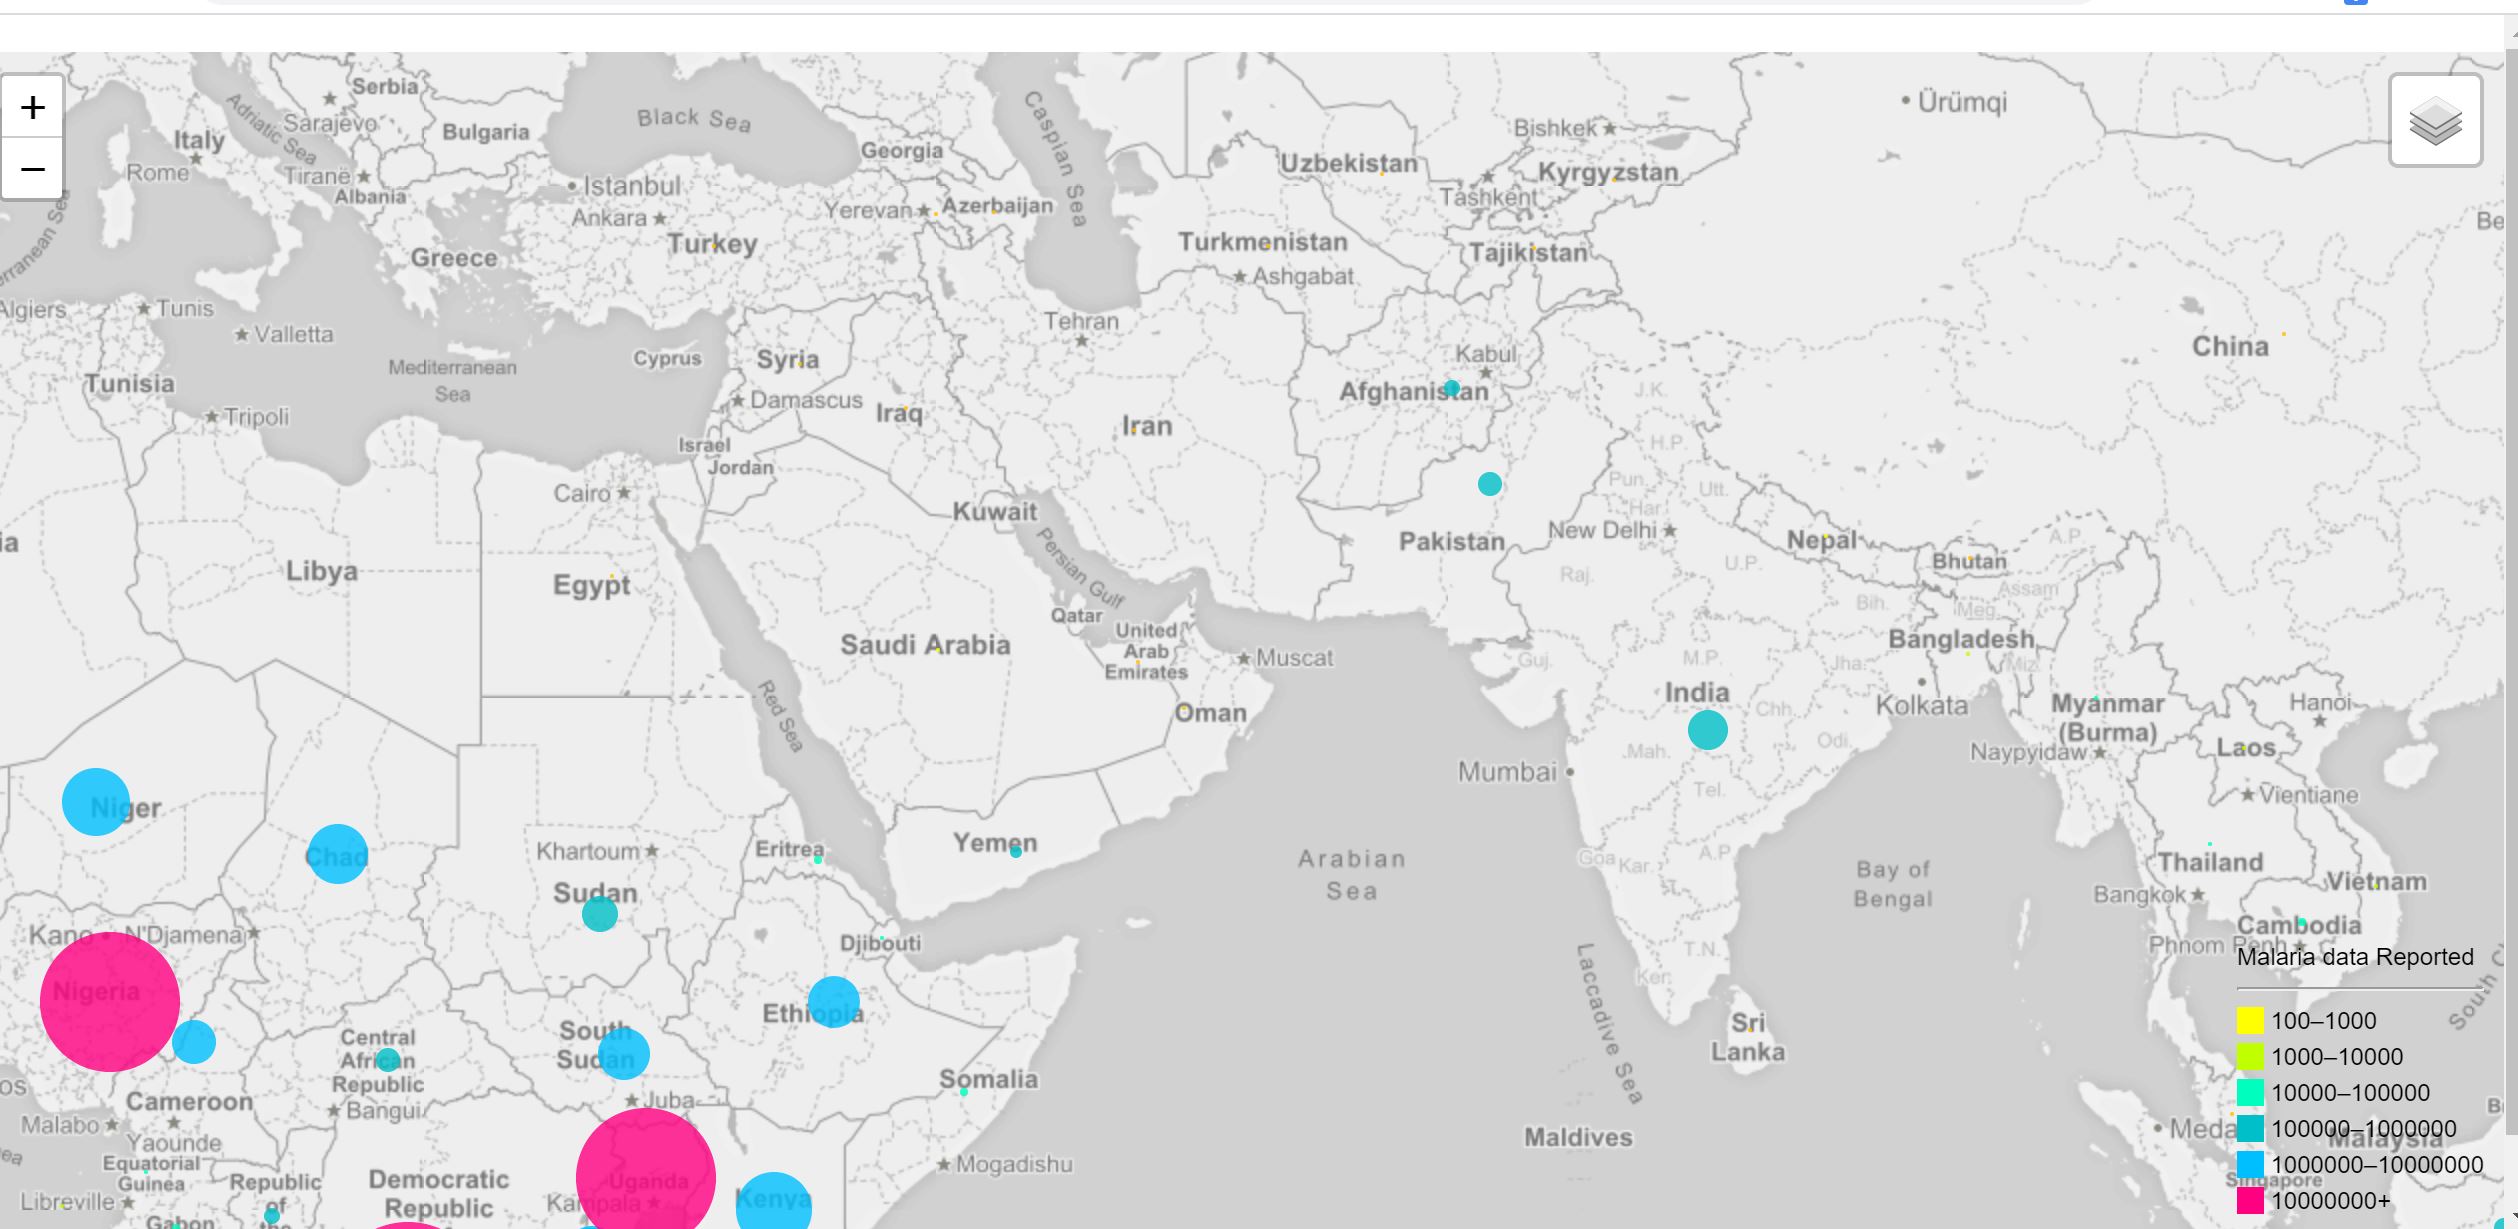 +
−
Serbia
Sarajevo
Adriatic Sea
Italy
Rome
Bulgaria
Tiranë
Albania
Greece
Black Sea
Istanbul
Ankara
Turkey
Georgia
Yerevan
Azerbaijan
Caspian Sea
Uzbekistan
Bishkek
Kyrgyzstan
Tashkent
Ürümqi
Turkmenistan
Ashgabat
Tajikistan
Be
Algiers
Tunis
Valletta
Mediterranean
Sea
Cyprus
Tunisia
Tripoli
Syria
Damascus
Iraq
Tehran
Iran
Kabul
Afghanistan
China
J.K.
H.P.
Israel
Jordan
Cairo
Kuwait
Persian Gulf
Pun.
Utt.
Har
New Delhi
Pakistan
Nepal
Bhutan
A.P
ia
Libya
Egypt
Raj.
U.P.
Bih.
Assam
Meg.
Qatar
United
Arab
Emirates
Saudi Arabia
Muscat
Bangladesh
Guj.
M.P.
Jha.
Miz.
Red Sea
Oman
India
Chh.
Kolkata
Myanmar
(Burma)
Hanoi
Naypyidaw
Laos
Mumbai
Mah.
Odi.
Tel.
Vientiane
Niger
Chad
Khartoum
Sudan
Eritrea
Yemen
Arabian
Sea
Goa
Kar.
A.P
Bay of
Bengal
Thailand
Bangkok
Vietnam
Cambodia
Phnom Penh
Kano
N'Djamena
Djibouti
Laccadive Sea
T.N.
Ker.
Nigeria
Ethiopia
Central
African
Republic
South
Sudan
Sri
Lanka
Somalia
os
Cameroon
Bangui
Juba
Malabo
Yaounde
Equatorial
Guinea
Republic
of
the
Democratic
Republic
Kampala
Uganda
Kenya
Mogadishu
Libreville
Gabon
Maldives
Meda
Malaysia
Singapore
South C
B
Malaria data Reported
100–1000
1000–10000
10000–100000
100000–1000000
1000000–10000000
10000000+